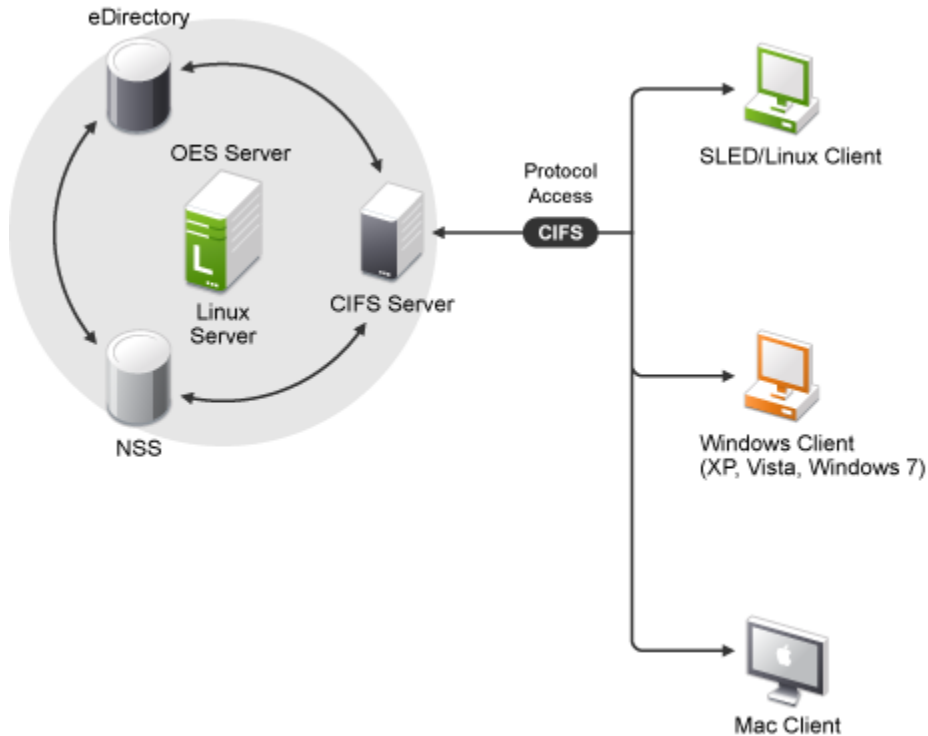 eDirectory
OES Server
L
Linux
Server
CIFS Server
NSS
Protocol
Access
CIFS
SLED/Linux Client
Windows Client
(XP, Vista, Windows 7)
Mac Client